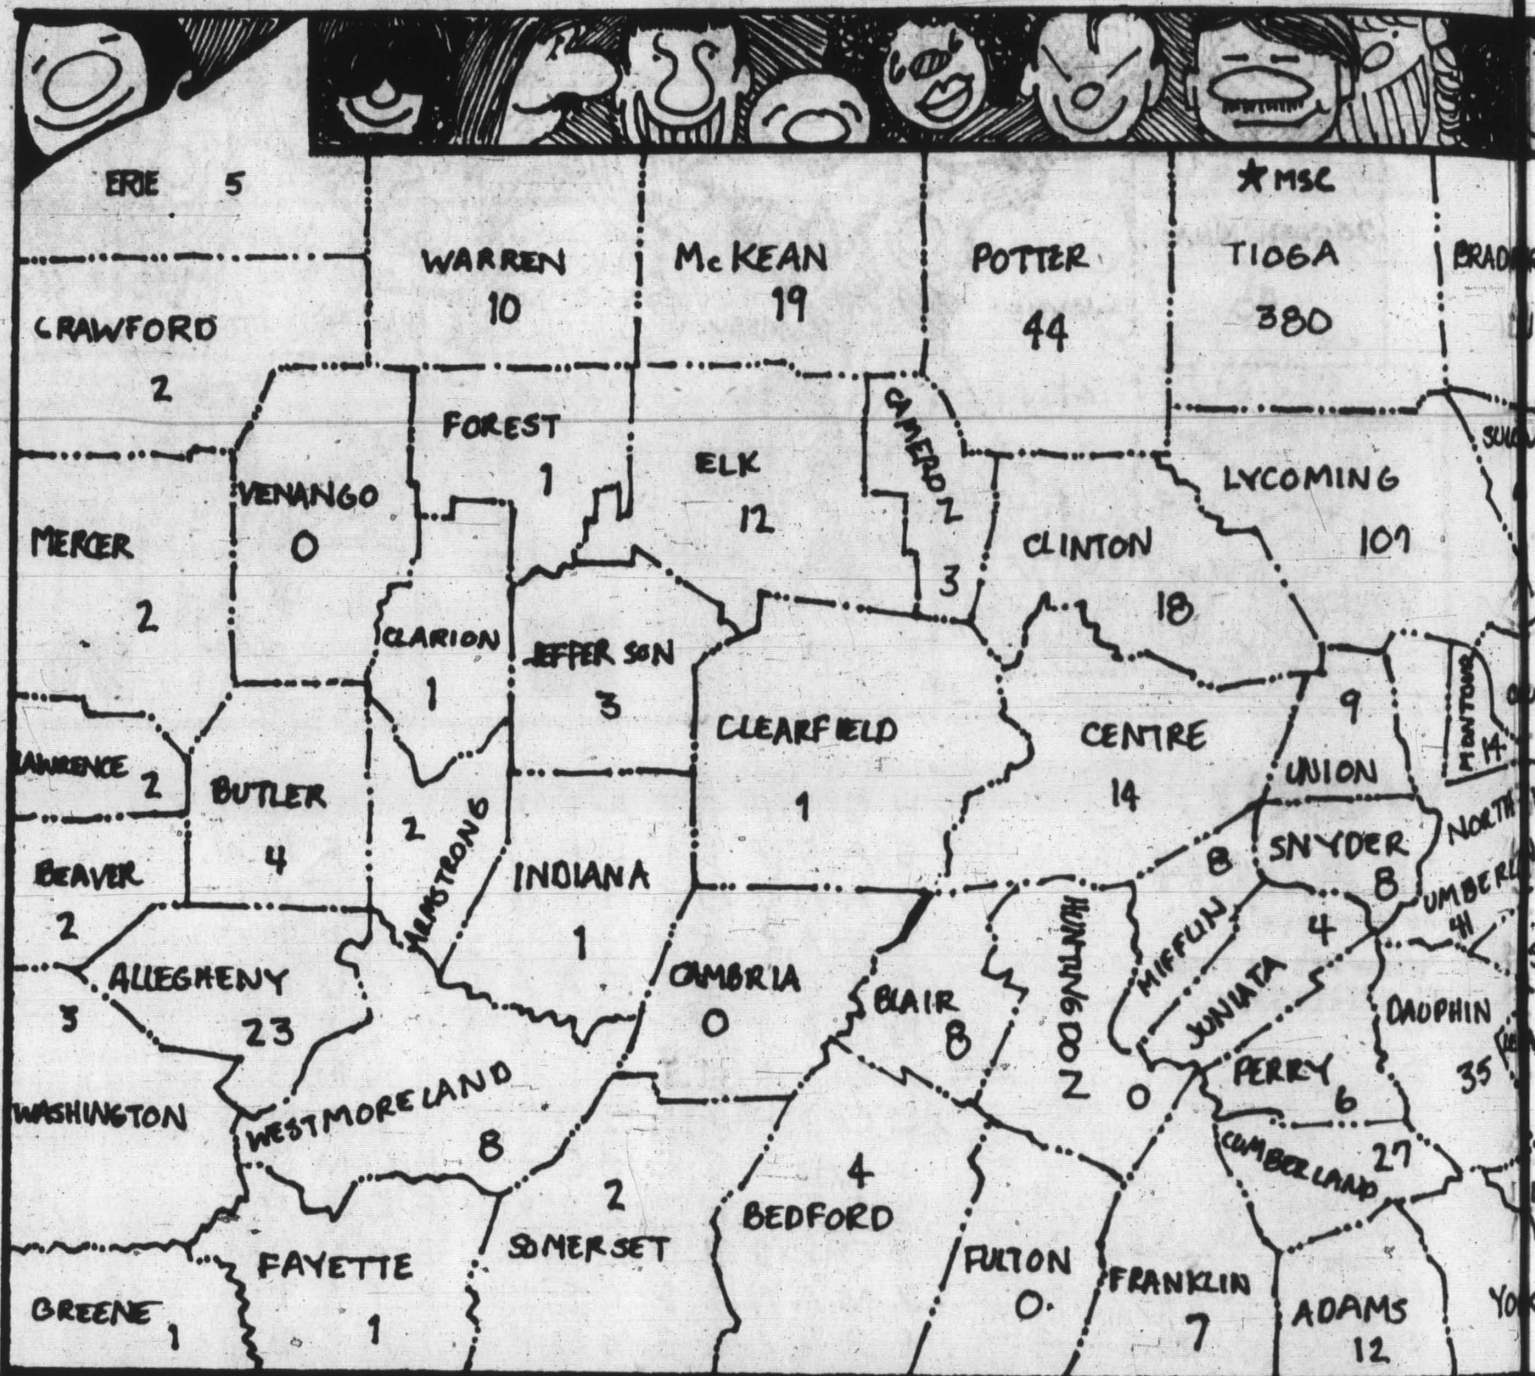 ERIE 5
★ MSC
WARREN
10
McKEAN
19
POTTER
44
TIOGA
380
CRAWFORD
2
FOREST
1
VENANGO
0
ELK
12
CAMERO
N
3
LYCOMING
107
CLINTON
18
MERCER
2
CLARION
1
JEFFERSON
3
CLEARFIELD
1
CENTRE
14
9
UNION
MONTOUR
14
LAWRENCE
2
BUTLER
4
2
ARMSTRONG
INDIANA
1
SNYDER
8
NORTH
UMBERL
41
BEAVER
2
ALLEGHENY
23
CAMBRIA
0
BLAIR
8
HUNTINGDON
0
8
MIFFLIN
4
JUNIATA
DAUPHIN
35
3
WASHINGTON
WESTMORELAND
8
PERRY
6
CUMBERLAND
27
2
SOMERSET
4
BEDFORD
FULTON
0
FRANKLIN
7
ADAMS
12
GREENE
1
FAYETTE
1